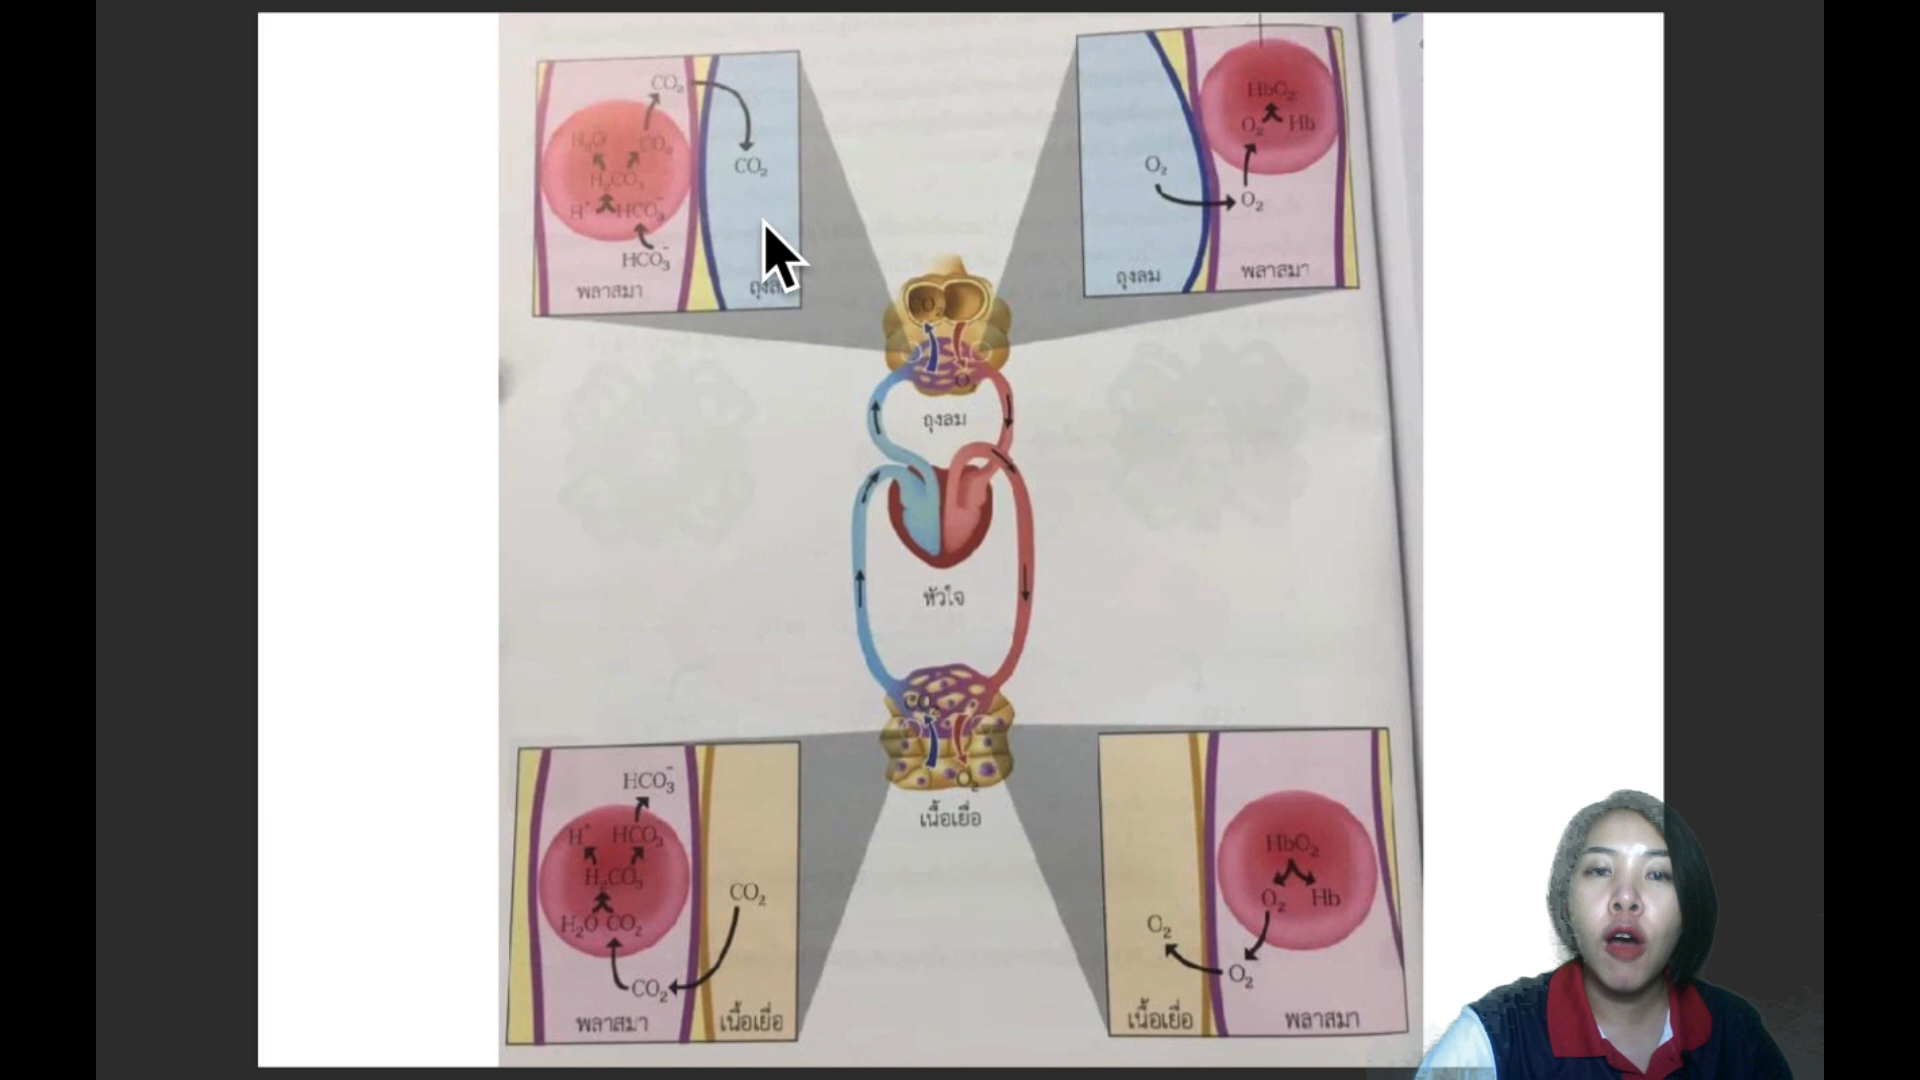 CO₂
H₂O CO₂
H₂CO₃
H⁺ HCO₃⁻
HCO₃⁻
พลาสมา
CO₂
HbO₂
O₂ Hb
O₂
O₂
ถุงลม
พลาสมา
O₂
ถุงลม
หัวใจ
O₂
เนื้อเยื่อ
HCO₃⁻
H⁺ HCO₃⁻
H₂CO₃
H₂O CO₂
CO₂
พลาสมา
CO₂
เนื้อเยื่อ
HbO₂
O₂ Hb
O₂
O₂
เนื้อเยื่อ
พลาสมา